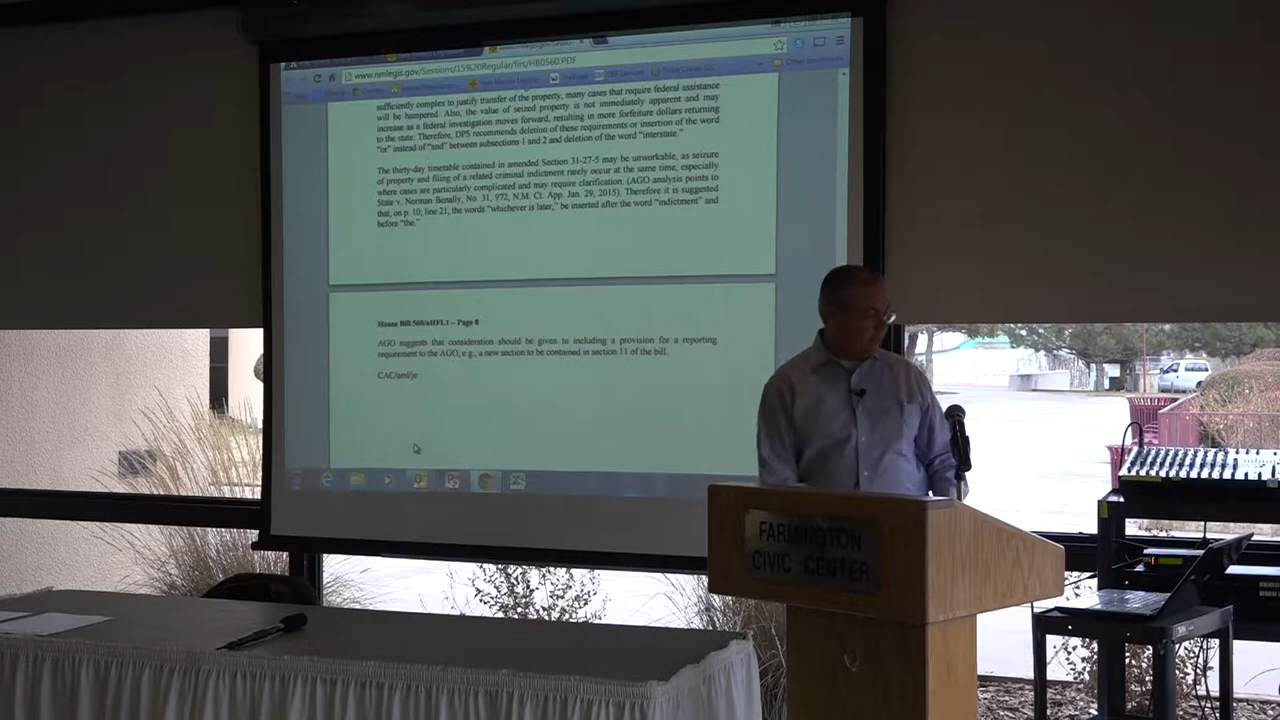 www.nmlegis.gov/Sessions/15%20Regular/firs/HB0560.PDF
sufficiently complex to justify transfer of the property, many cases that require federal assistance
will be hampered. Also, the value of seized property is not immediately apparent and may
increase as a federal investigation moves forward, resulting in more forfeiture dollars returning
to the state. Therefore, DPS recommends deletion of these requirements or insertion of the word
"or" instead of "and" between subsections 1 and 2 and deletion of the word "interstate."
The thirty-day timetable contained in amended Section 31-27-5 may be unworkable, as seizure
of property and filing of a related criminal indictment rarely occur at the same time, especially
where cases are particularly complicated and may require clarification. (AGO analysis points to
State v. Norman Benally, No. 31, 972, N.M. Ct. App. Jan. 29, 2015). Therefore it is suggested
that, on p. 10, line 21, the words "whichever is later," be inserted after the word "indictment" and
before "the."
House Bill 560/aHFl.1 – Page 8
AGO suggests that consideration should be given to including a provision for a reporting
requirement to the AGO, e.g., a new section to be contained in section 11 of the bill.
CAC/aml/je
FARMINGTON
CIVIC CENTER